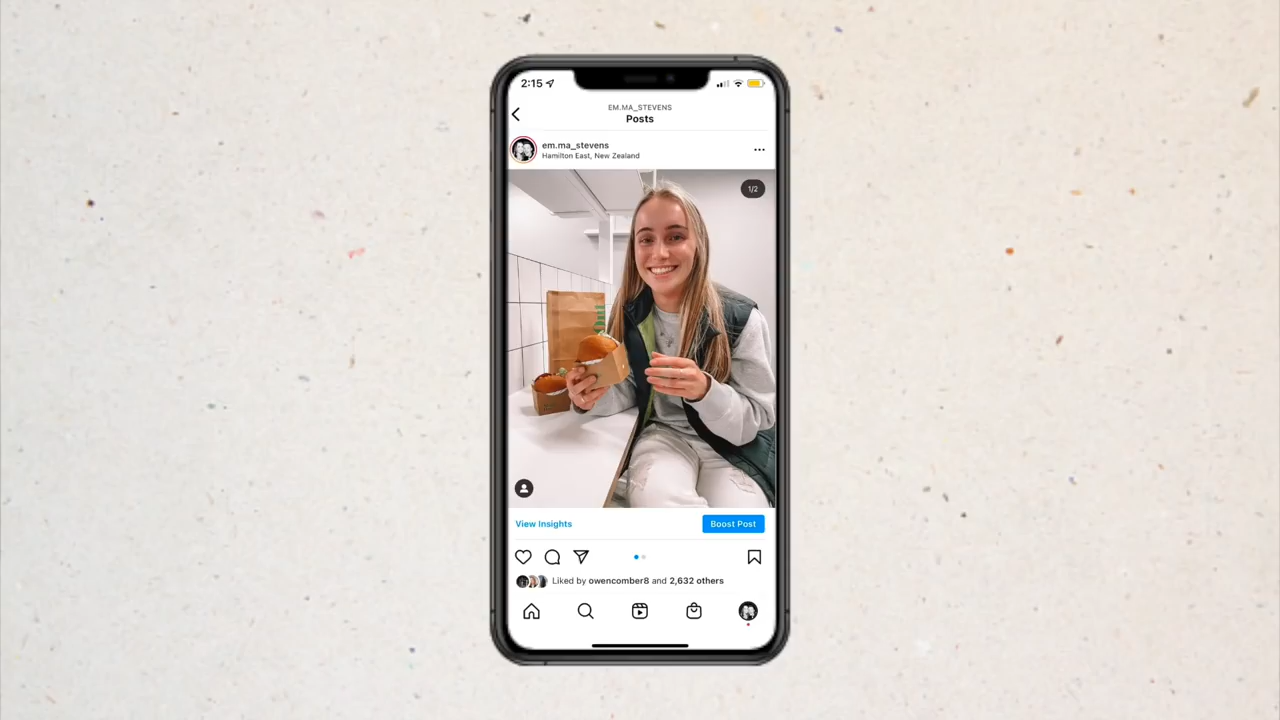 2:15
EM.MA_STEVENS
Posts
em.ma_stevens
Hamilton East, New Zealand
1/2
View Insights
Boost Post
Liked by owencomber8 and 2,632 others